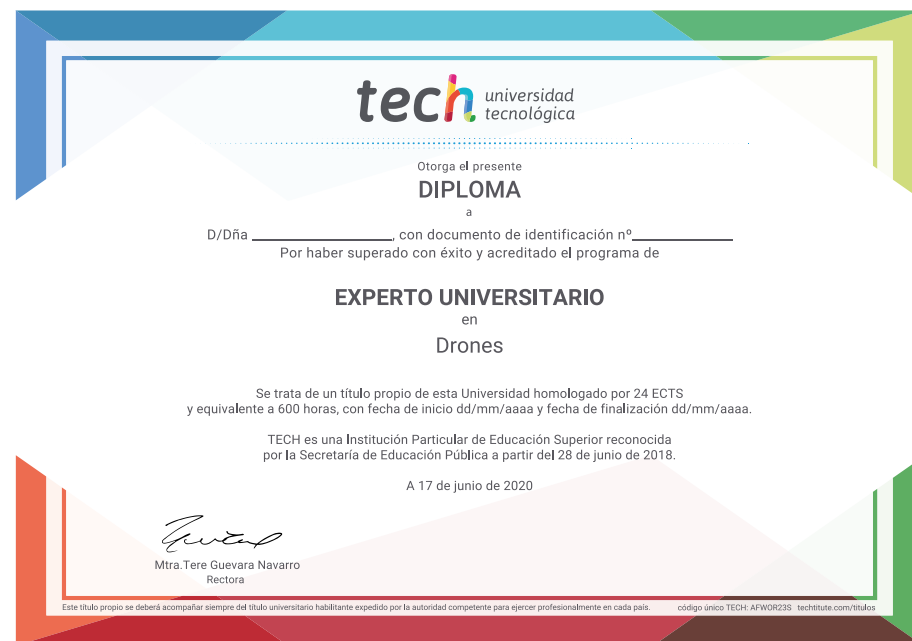 tech universidad
tecnológica
Otorga el presente
DIPLOMA
a
D/Dña ________________, con documento de identificación nº____________
Por haber superado con éxito y acreditado el programa de
EXPERTO UNIVERSITARIO
en
Drones
Se trata de un título propio de esta Universidad homologado por 24 ECTS
y equivalente a 600 horas, con fecha de inicio dd/mm/aaaa y fecha de finalización dd/mm/aaaa.
TECH es una Institución Particular de Educación Superior reconocida
por la Secretaría de Educación Pública a partir del 28 de junio de 2018.
A 17 de junio de 2020
Mtra.Tere Guevara Navarro
Rectora
Este título propio se deberá acompañar siempre del título universitario habilitante expedido por la autoridad competente para ejercer profesionalmente en cada país. código único TECH: AFWOR23S techtitute.com/titulos